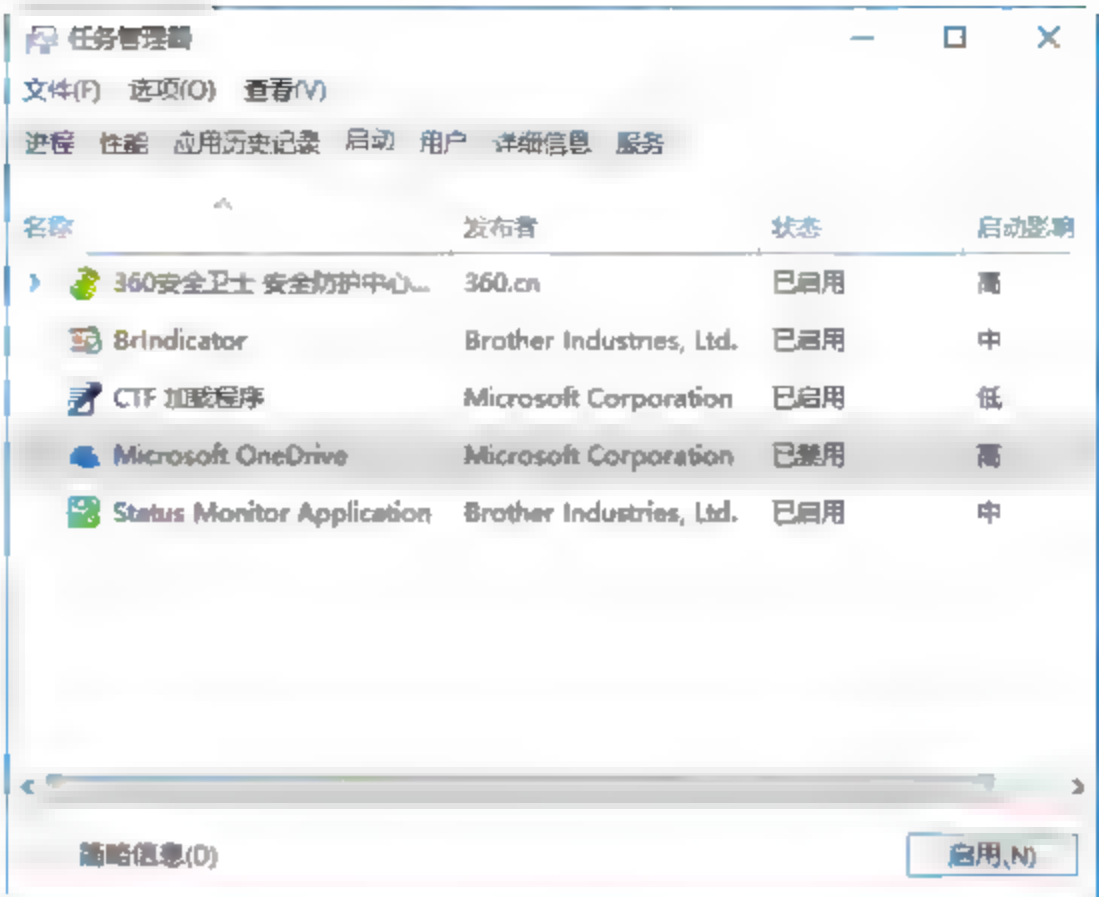 任务管理器
文件(F) 选项(O) 查看(V)
进程 性能 应用历史记录 启动 用户 详细信息 服务
名称 发布者 状态 启动影响
360安全卫士 安全防护中心... 360.cn 已启用 高
BrIndicator Brother Industries, Ltd. 已启用 中
CTF 加载程序 Microsoft Corporation 已启用 低
Microsoft OneDrive Microsoft Corporation 已禁用 高
Status Monitor Application Brother Industries, Ltd. 已启用 中
简略信息(D) 启用(N)